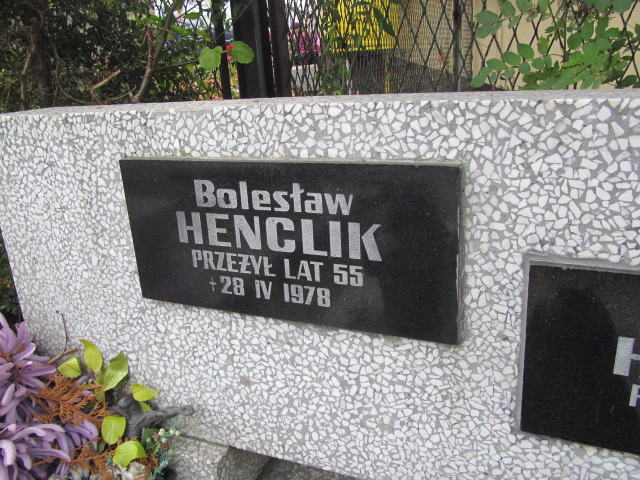 Bolesław
HENCLIK
PRZEŻYŁ LAT 55
+ 28 IV 1978
H